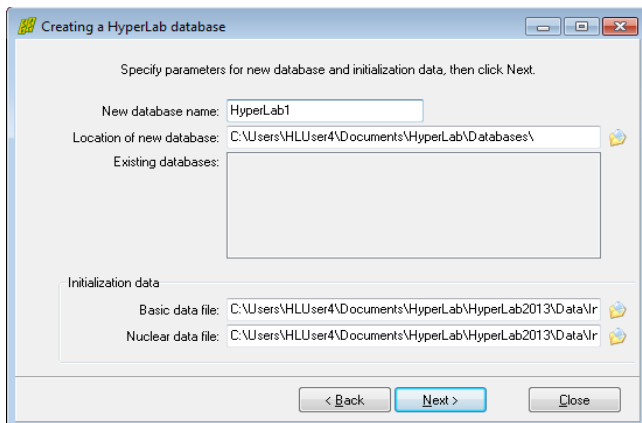 Creating a HyperLab database
Specify parameters for new database and initialization data, then click Next.
New database name: HyperLab1
Location of new database: C:\Users\HLUser4\Documents\HyperLab\Databases\
Existing databases:
Initialization data
Basic data file: C:\Users\HLUser4\Documents\HyperLab\HyperLab2013\Data\Ir
Nuclear data file: C:\Users\HLUser4\Documents\HyperLab\HyperLab2013\Data\Ir
< Back Next > Close